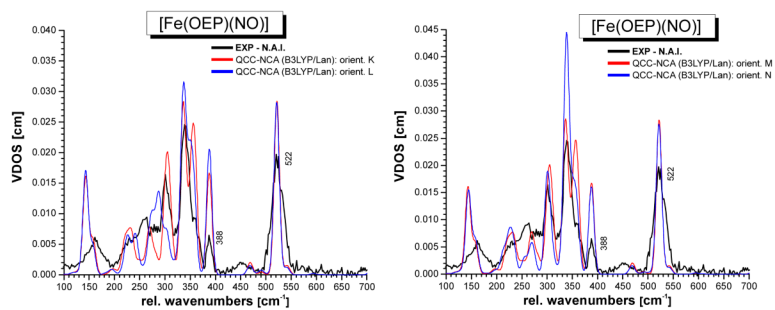 [Fe(OEP)(NO)]
EXP - N.A.I.
QCC-NCA (B3LYP/Lan): orient. K
QCC-NCA (B3LYP/Lan): orient. L
VDOS [cm]
0.040
0.035
0.030
0.025
0.020
0.015
0.010
0.005
0.000
522
388
100 150 200 250 300 350 400 450 500 550 600 650 700
rel. wavenumbers [cm-1]
[Fe(OEP)(NO)]
EXP - N.A.I.
QCC-NCA (B3LYP/Lan): orient. M
QCC-NCA (B3LYP/Lan): orient. N
VDOS [cm]
0.045
0.040
0.035
0.030
0.025
0.020
0.015
0.010
0.005
0.000
522
388
100 150 200 250 300 350 400 450 500 550 600 650 700
rel. wavenumbers [cm-1]